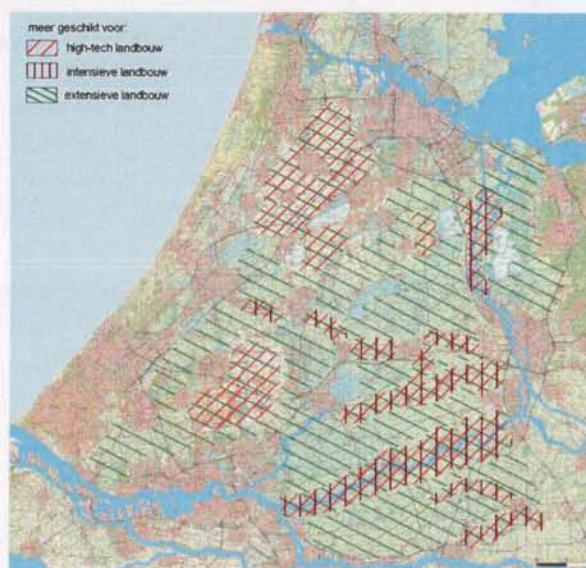 meer geschikt voor:
high-tech landbouw
intensieve landbouw
extensieve landbouw